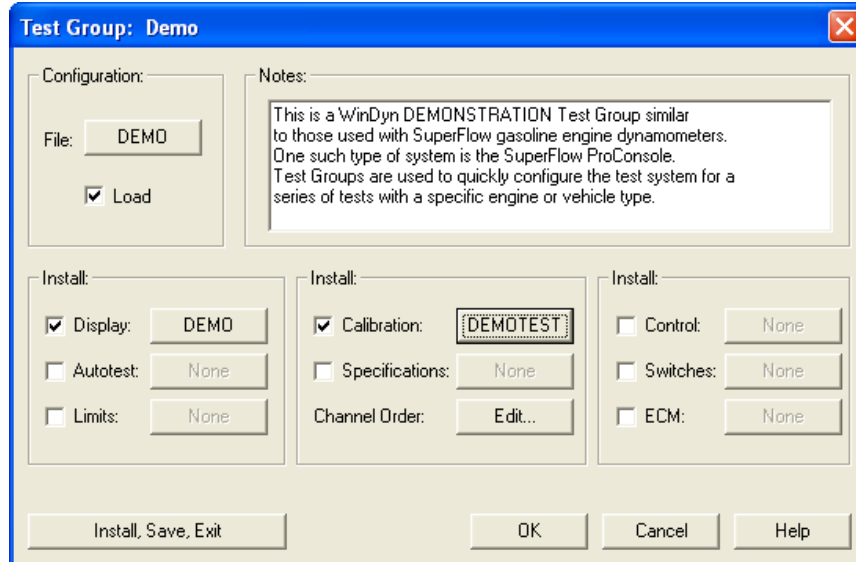 Test Group:  Demo
Configuration:
File: DEMO
Load
Notes:
This is a WinDyn DEMONSTRATION Test Group similar
to those used with SuperFlow gasoline engine dynamometers.
One such type of system is the SuperFlow ProConsole.
Test Groups are used to quickly configure the test system for a
series of tests with a specific engine or vehicle type.
Install:
Display: DEMO
Autotest: None
Limits: None
Install:
Calibration: DEMOTEST
Specifications: None
Channel Order: Edit...
Install:
Control: None
Switches: None
ECM: None
Install, Save, Exit
OK
Cancel
Help